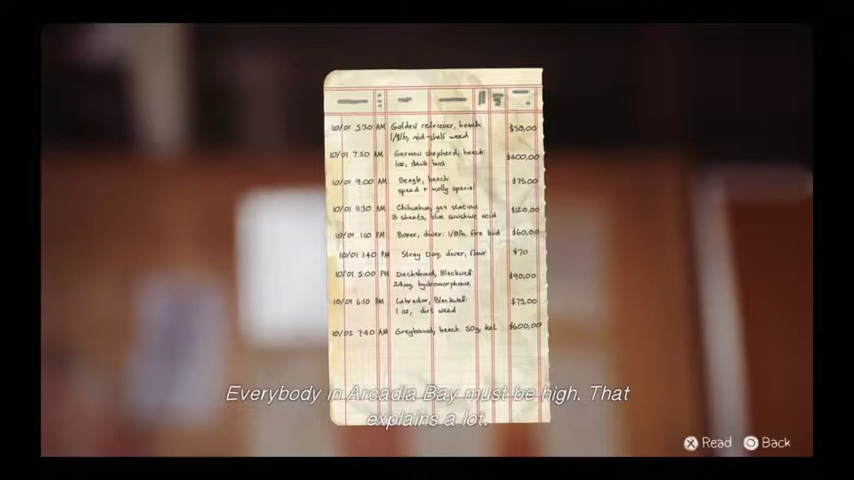 10/01 5:30 AM Golden retriever, beach: $50,00
1/8lb, mid-shelf weed
10/01 7:50 AM German shepherd, beach: $400,00
1oz, dank bud
10/01 9:00 AM Beagle, beach: $75,00
speed + molly special
10/01 11:30 AM Chihuahua, gas station $120,00
3 sheets, blue sunshine acid
10/01 1:10 PM Boxer, diner: fire bud $60,00
10/01 1:40 PM Stray Dog, diner, flour $70
10/01 5:00 PM Dachshund, Blackwell: $90,00
24mg, hydromorphone
10/01 6:10 PM Labrador, Blackwell: $75,00
1 oz, dirt weed
10/02 7:40 AM Greyhound, beach: 50g, ket $600,00
Everybody in Arcadia Bay must be high. That
explains a lot.
Read Back